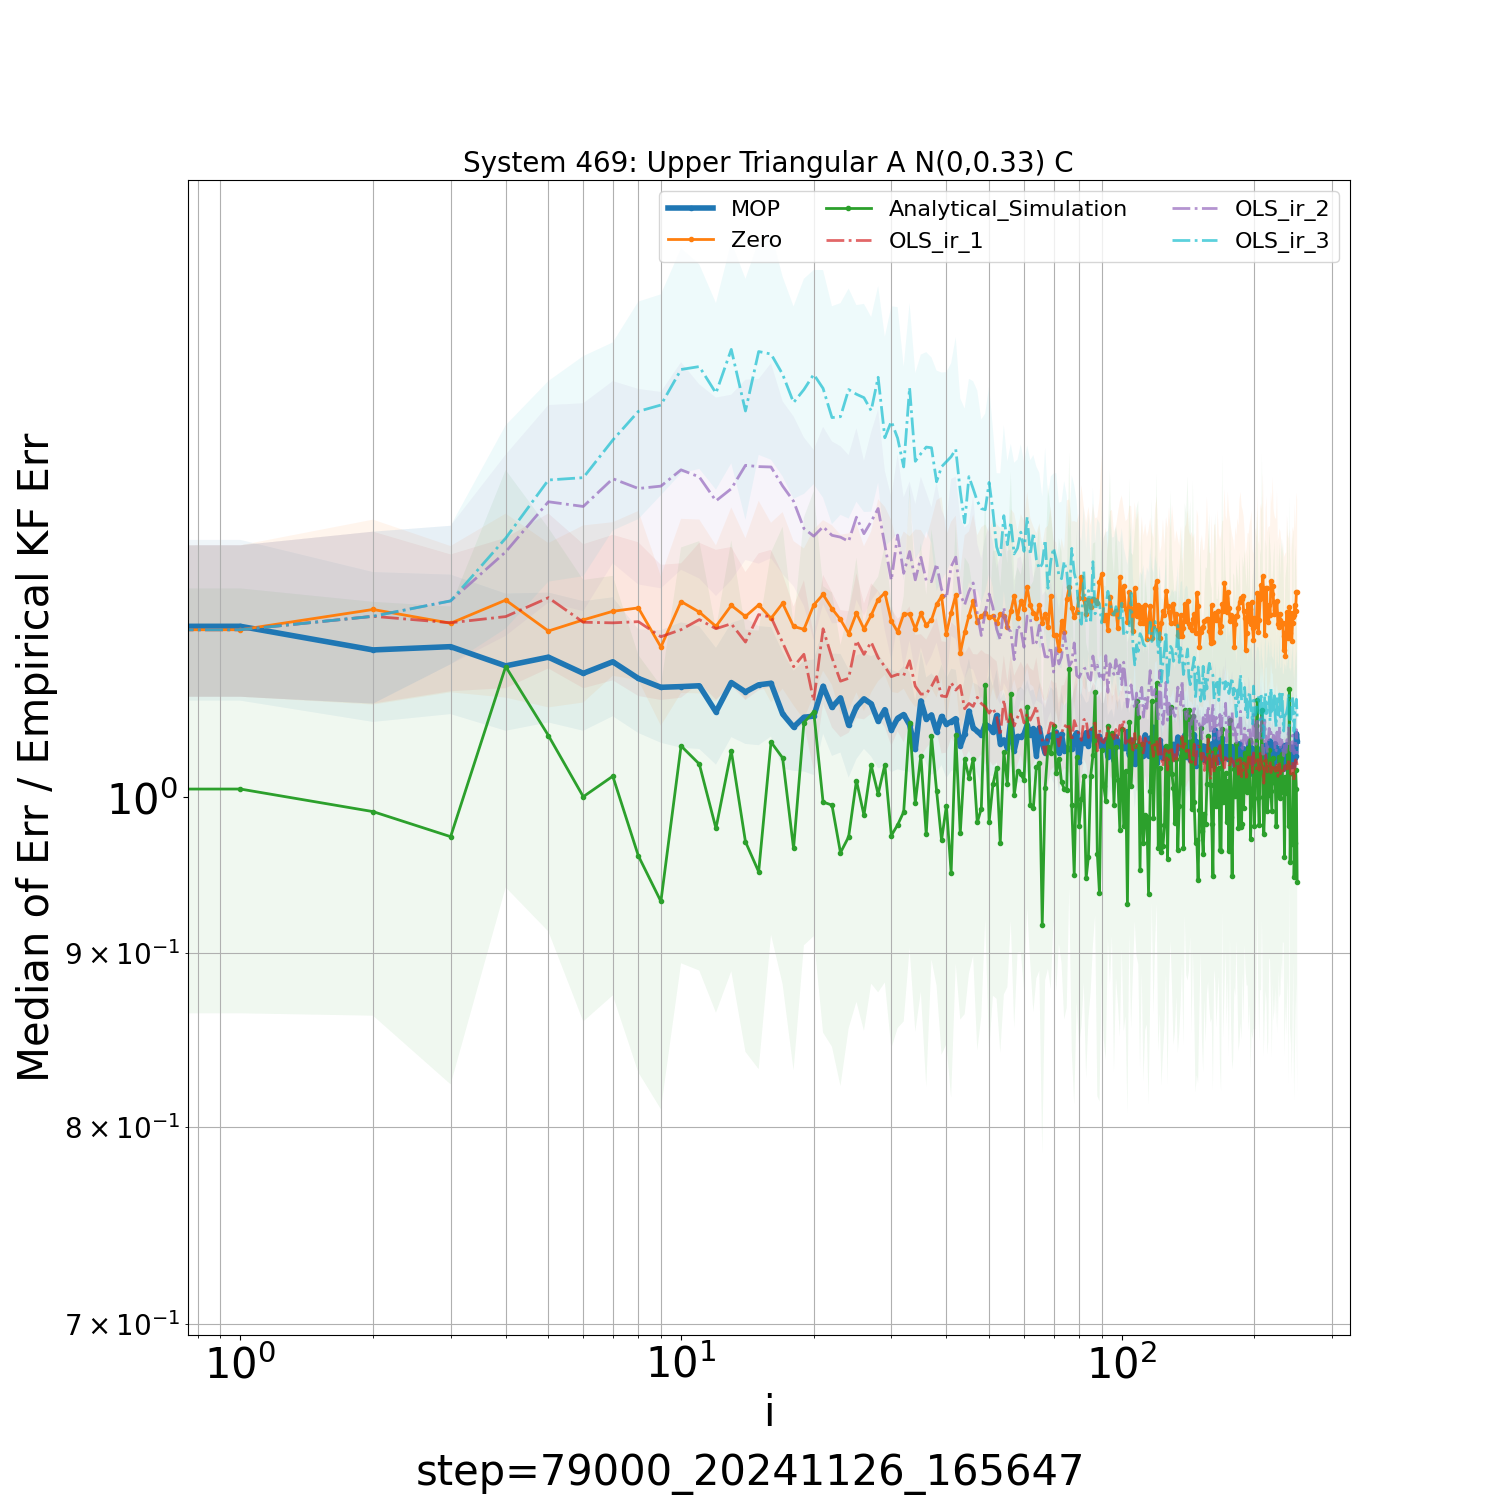 System 469: Upper Triangular A N(0,0.33) C
MOP
Zero
Analytical_Simulation
OLS_ir_1
OLS_ir_2
OLS_ir_3
Median of Err / Empirical KF Err
10⁰
9 × 10⁻¹
8 × 10⁻¹
7 × 10⁻¹
10⁰ 10¹ 10²
i
step=79000_20241126_165647